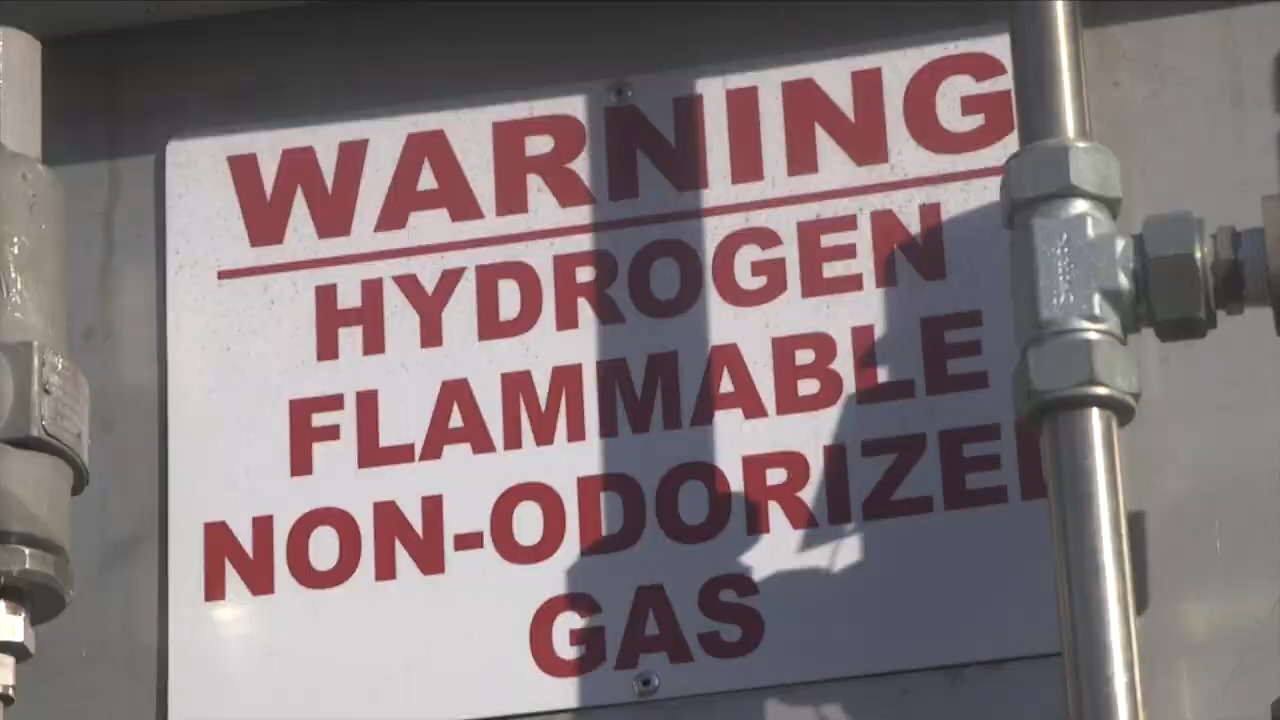 WARNING
HYDROGEN
FLAMMABLE
NON-ODORIZED
GAS